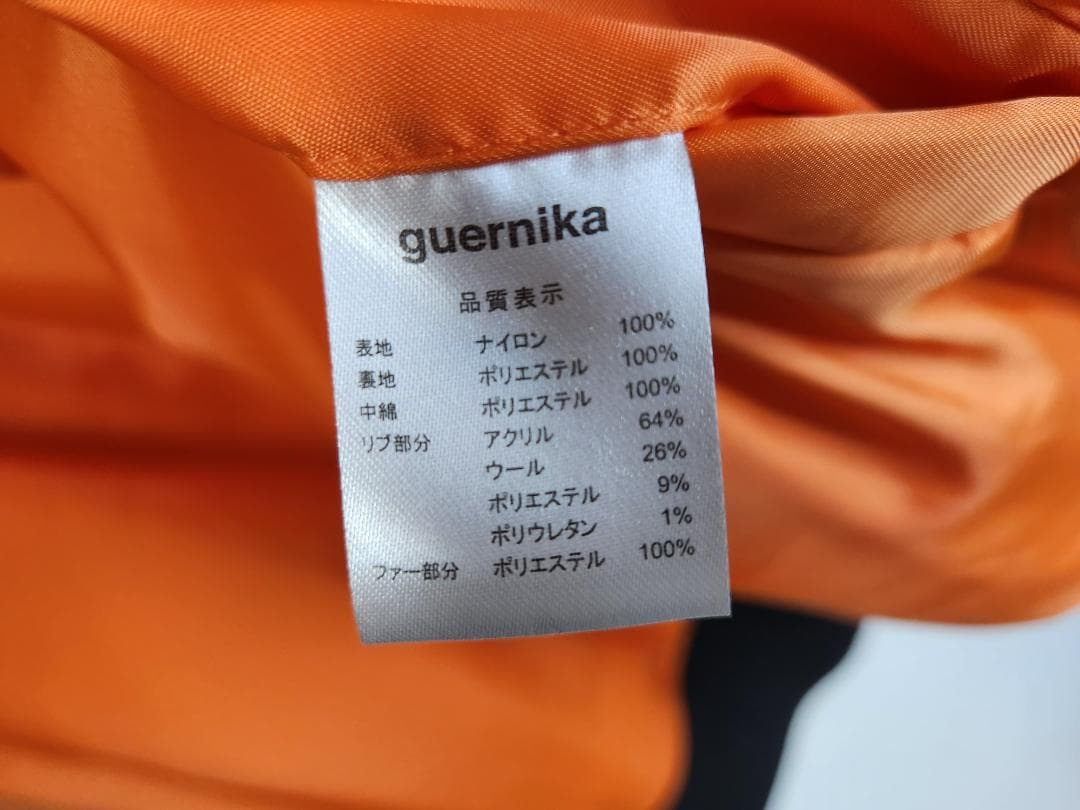 guernika
品質表示
表地 ナイロン 100%
裏地 ポリエステル 100%
中綿 ポリエステル 100%
リブ部分 アクリル 64%
ウール 26%
ポリエステル 9%
ポリウレタン 1%
ファー部分 ポリエステル 100%